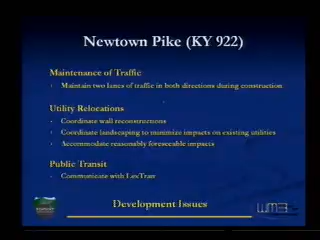 Newtown Pike (KY 922)
Maintenance of Traffic
• Maintain two lanes of traffic in both directions during construction
Utility Relocations
• Coordinate wall reconstructions
• Coordinate landscaping to minimize impacts on existing utilities
• Accommodate reasonably foreseeable impacts
Public Transit
• Communicate with LexTran
Development Issues